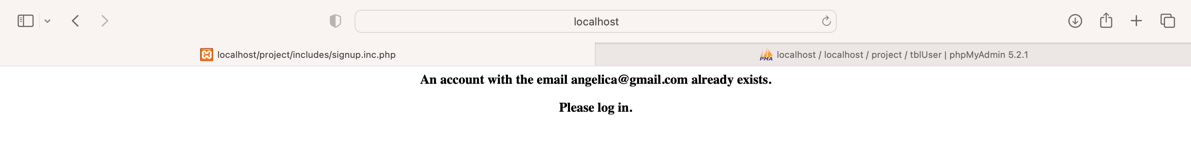 localhost
localhost/project/includes/signup.inc.php
PMA localhost / localhost / project / tblUser | phpMyAdmin 5.2.1
An account with the email angelica@gmail.com already exists.
Please log in.